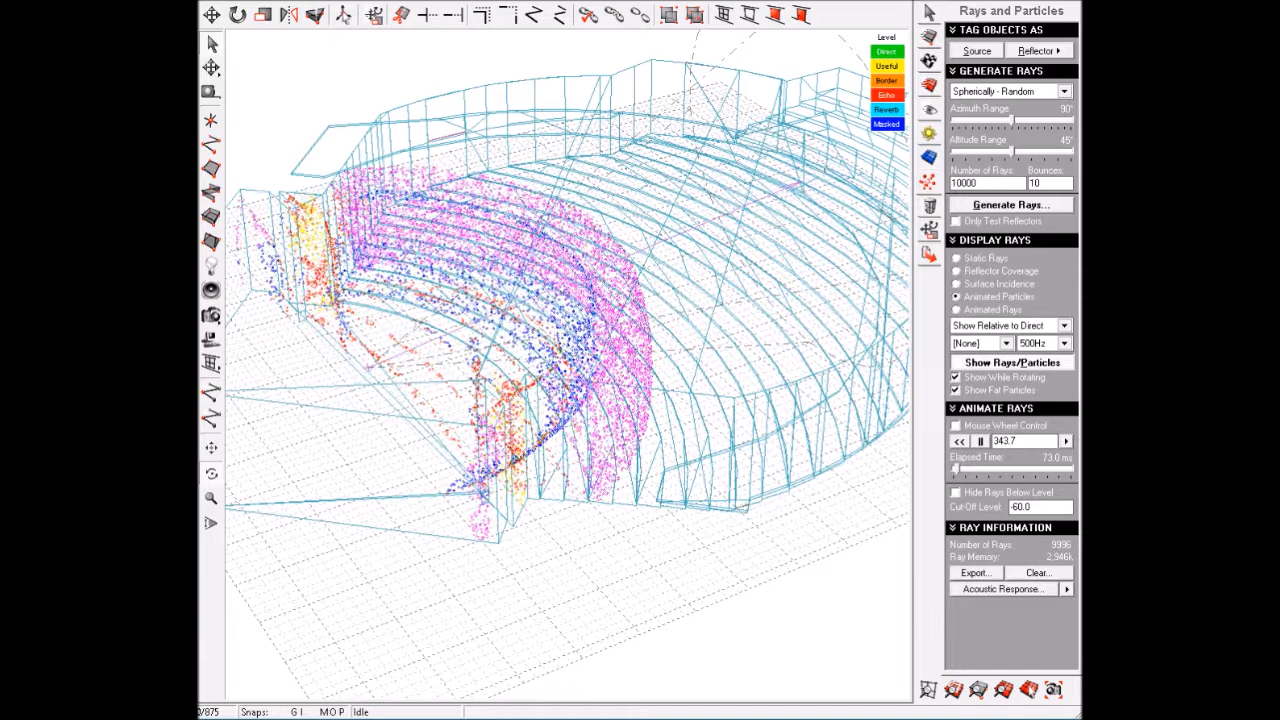 Level
Direct
Useful
Border
Echo
Reverb
Masked
Rays and Particles
TAG OBJECTS AS
Source
Reflector
GENERATE RAYS
Spherically - Random
Azimuth Range 90°
Altitude Range 45°
Number of Rays: Bounces:
10000 10
Generate Rays...
Only Test Reflectors
DISPLAY RAYS
Static Rays
Reflector Coverage
Surface Incidence
Animated Particles
Animated Rays
Show Relative to Direct
[None] 500Hz
Show Rays/Particles
Show While Rotating
Show Fat Particles
ANIMATE RAYS
Mouse Wheel Control
<< 343.7
Elapsed Time: 73.0 ms
Hide Rays Below Level
Cut-Off Level: -60.0
RAY INFORMATION
Number of Rays: 9996
Ray Memory: 2,946k
Export... Clear...
Acoustic Response...
/875 Snaps: G I M O P Idle